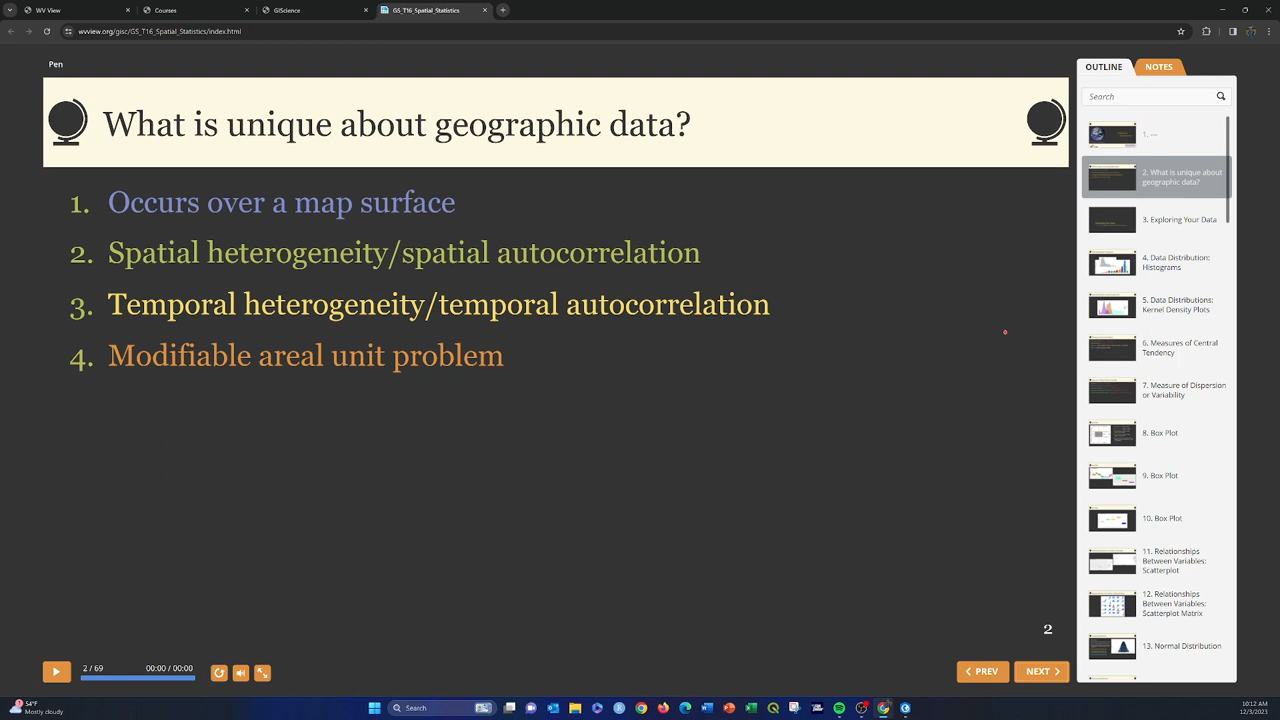 WV View
Courses
GIScience
GS_T16_Spatial_Statistics
wvview.org/gisc/GS_T16_Spatial_Statistics/index.html
Pen
What is unique about geographic data?
1. Occurs over a map surface
2. Spatial heterogeneity/spatial autocorrelation
3. Temporal heterogeneity/temporal autocorrelation
4. Modifiable areal unit problem
2
2 / 69
00:00 / 00:00
PREV
NEXT
OUTLINE
NOTES
Search
1. ---
2. What is unique about
geographic data?
3. Exploring Your Data
4. Data Distribution:
Histograms
5. Data Distributions:
Kernel Density Plots
6. Measures of Central
Tendency
7. Measure of Dispersion
or Variability
8. Box Plot
9. Box Plot
10. Box Plot
11. Relationships
Between Variables:
Scatterplot
12. Relationships
Between Variables:
Scatterplot Matrix
13. Normal Distribution
54°F
Mostly cloudy
Search
10:12 AM
12/3/2023